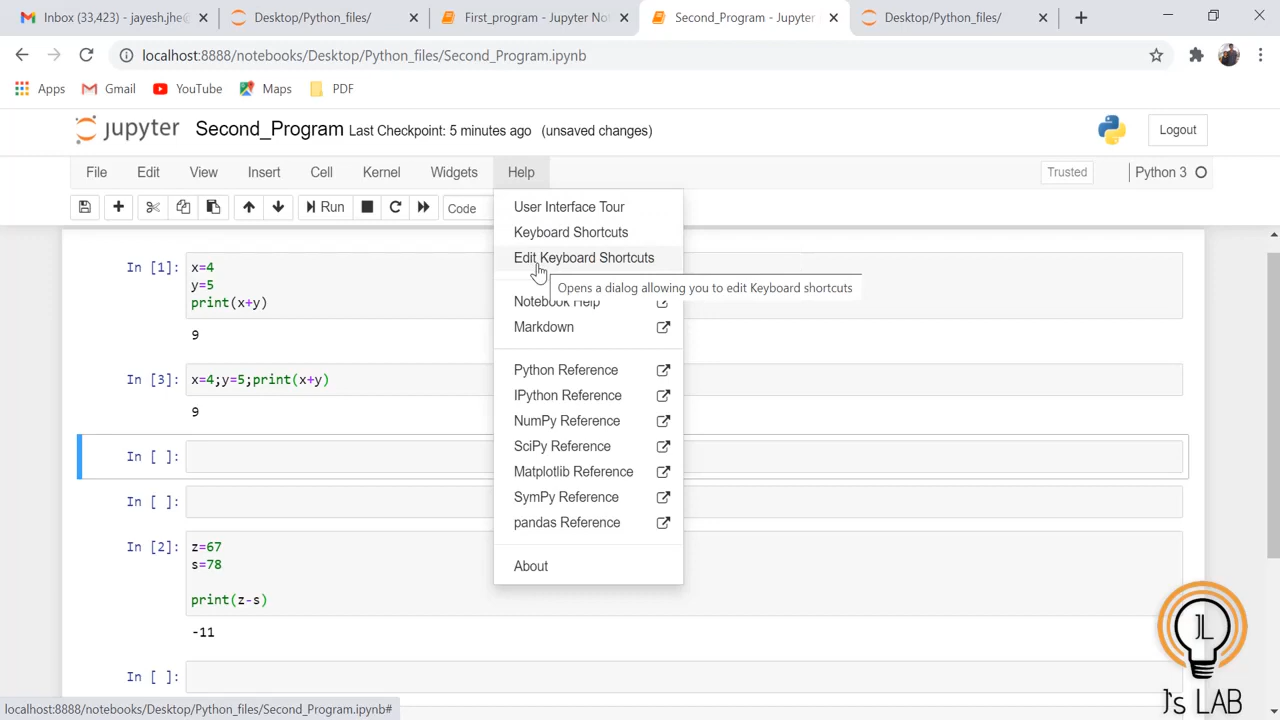 Inbox (33,423) - jayesh.jhe
Desktop/Python_files/
First_program - Jupyter No
Second_Program - Jupyter
Desktop/Python_files/
localhost:8888/notebooks/Desktop/Python_files/Second_Program.ipynb
Apps
Gmail
YouTube
Maps
PDF
jupyter
Second_Program Last Checkpoint: 5 minutes ago (unsaved changes)
Logout
File
Edit
View
Insert
Cell
Kernel
Widgets
Help
Trusted
Python 3
Run
Code
User Interface Tour
Keyboard Shortcuts
Edit Keyboard Shortcuts
Opens a dialog allowing you to edit Keyboard shortcuts
Notebook Help
Markdown
Python Reference
IPython Reference
NumPy Reference
SciPy Reference
Matplotlib Reference
SymPy Reference
pandas Reference
About
In [1]: x=4
y=5
print(x+y)
9
In [3]: x=4;y=5;print(x+y)
9
In [ ]:
In [ ]:
In [2]: z=67
s=78
print(z-s)
-11
In [ ]:
localhost:8888/notebooks/Desktop/Python_files/Second_Program.ipynb#
JL
J's LAB